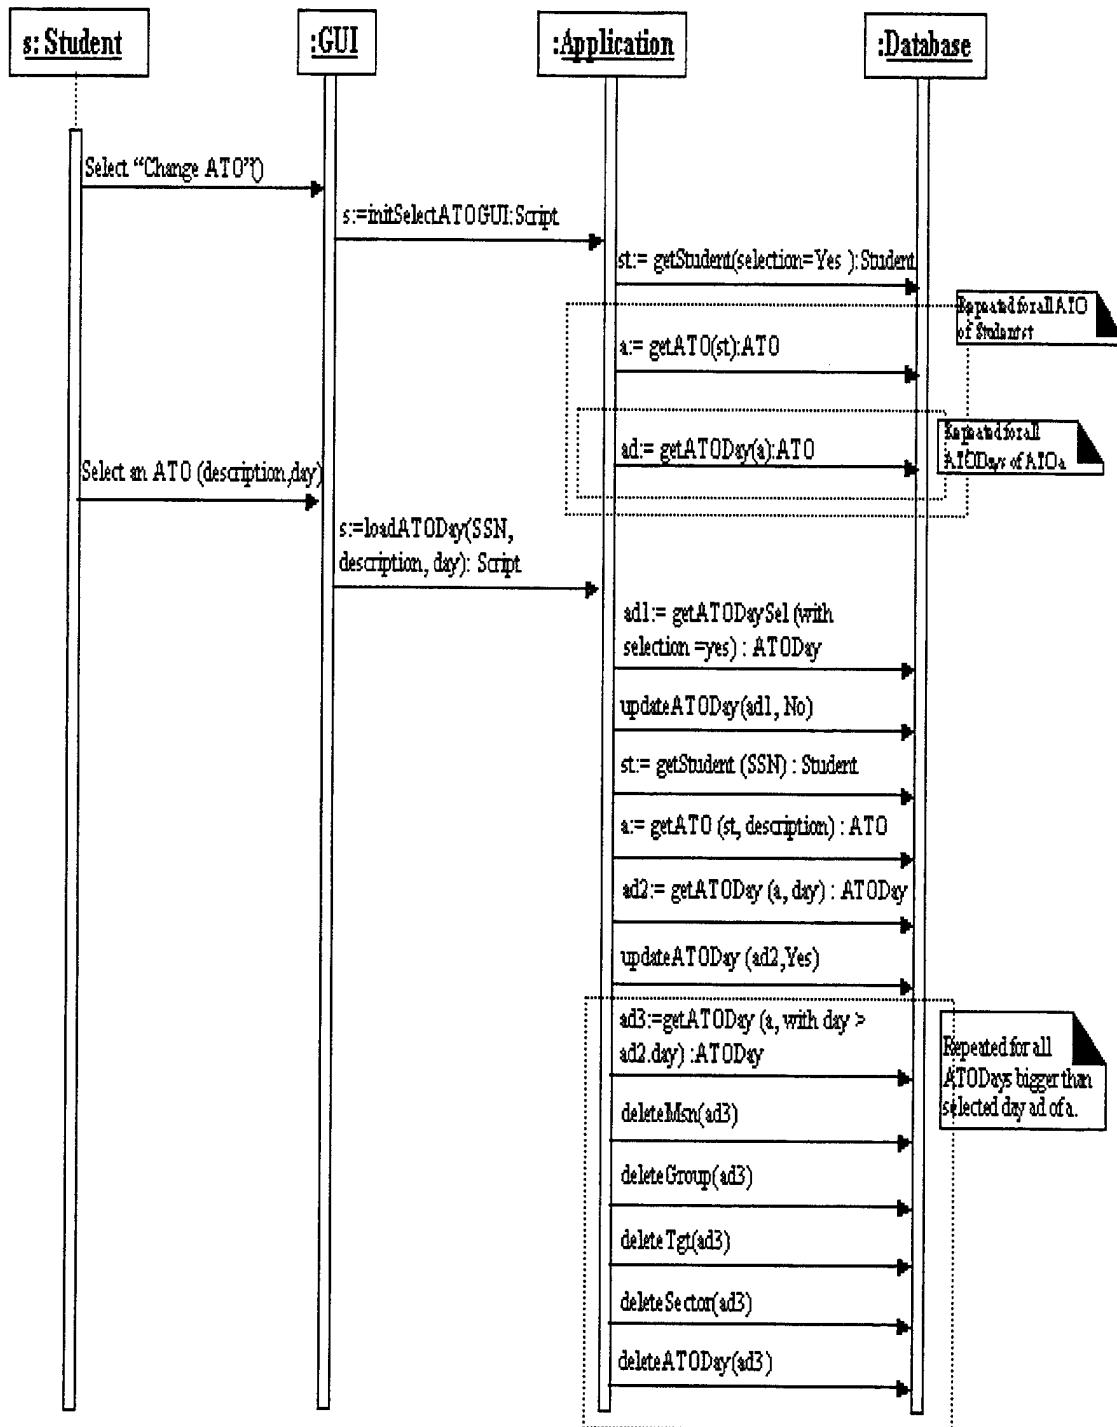 s: Student
:GUI
:Application
:Database
Select “Change ATO”()
s:=initSelectATOGUI:Script
st:= getStudent(selection=Yes ):Student
Repeated for all ATO
of Student st
a:= getATO(st):ATO
ad:= getATODay(a):ATO
Repeated for all
ATODays of ATO a.
Select an ATO (description,day)
s:=loadATODay(SSN,
description, day): Script
ad1:= getATODaySel (with
selection =yes) : ATODay
updateATODay(ad1, No)
st:= getStudent (SSN) : Student
a:= getATO (st, description) : ATO
ad2:= getATODay (a, day) : ATODay
updateATODay (ad2,Yes)
ad3:=getATODay (a, with day >
ad2.day) :ATODay
Repeated for all
ATODays bigger than
selected day ad of a.
deleteMsn(ad3)
deleteGroup(ad3)
deleteTgt(ad3)
deleteSector(ad3)
deleteATODay(ad3)